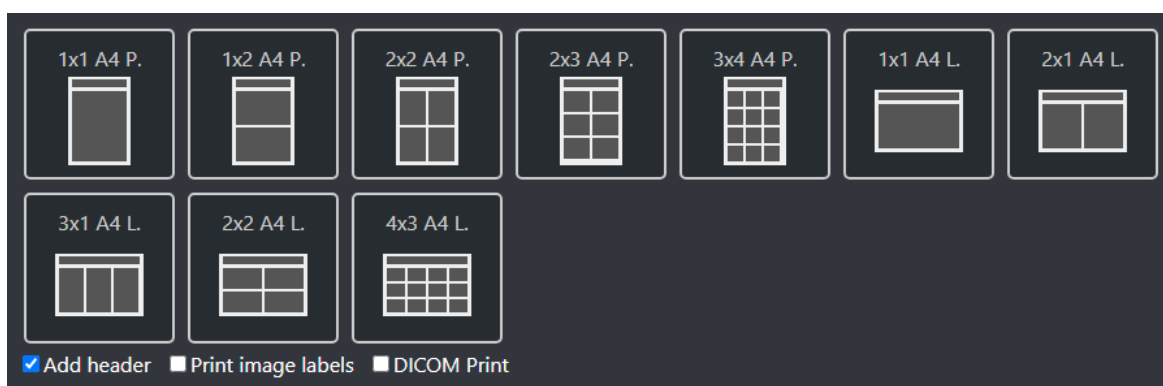 1x1 A4 P.
1x2 A4 P.
2x2 A4 P.
2x3 A4 P.
3x4 A4 P.
1x1 A4 L.
2x1 A4 L.
3x1 A4 L.
2x2 A4 L.
4x3 A4 L.
Add header
Print image labels
DICOM Print